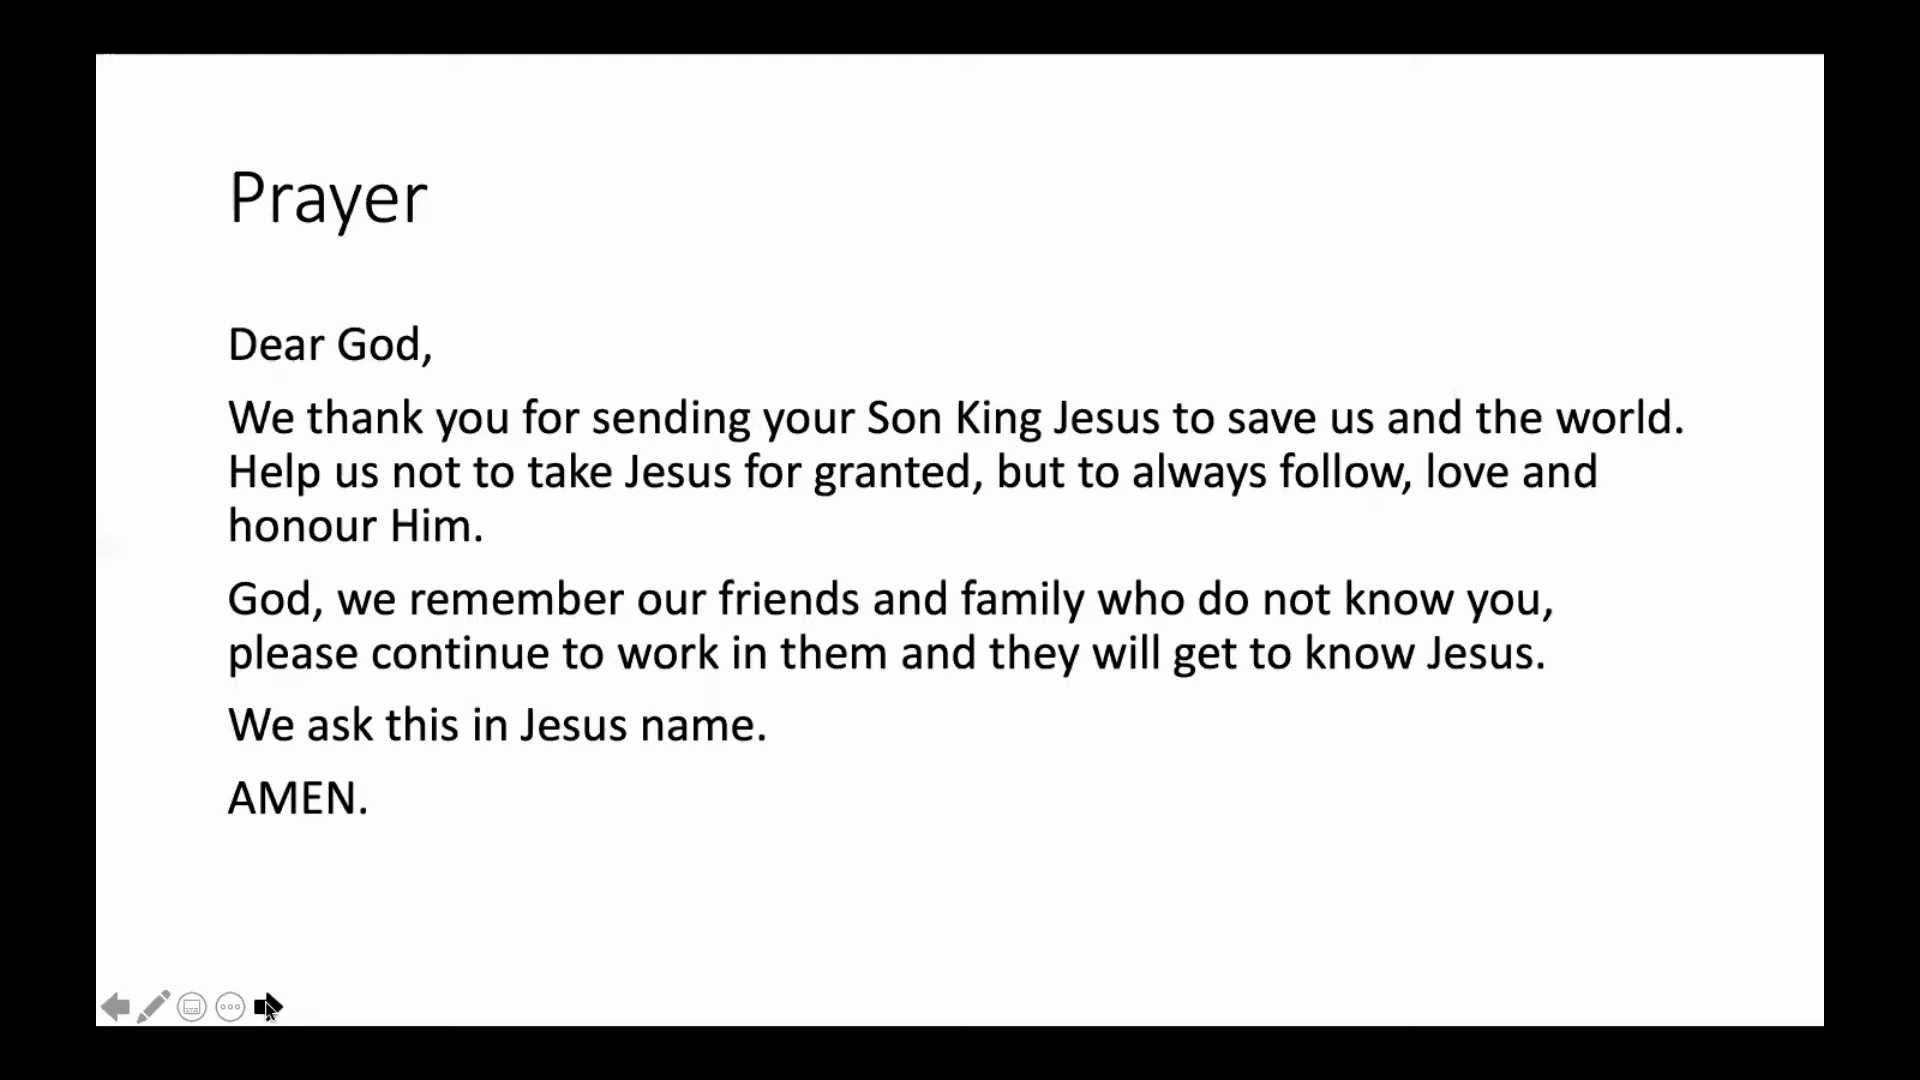 Prayer
Dear God,
We thank you for sending your Son King Jesus to save us and the world.
Help us not to take Jesus for granted, but to always follow, love and
honour Him.
God, we remember our friends and family who do not know you,
please continue to work in them and they will get to know Jesus.
We ask this in Jesus name.
AMEN.